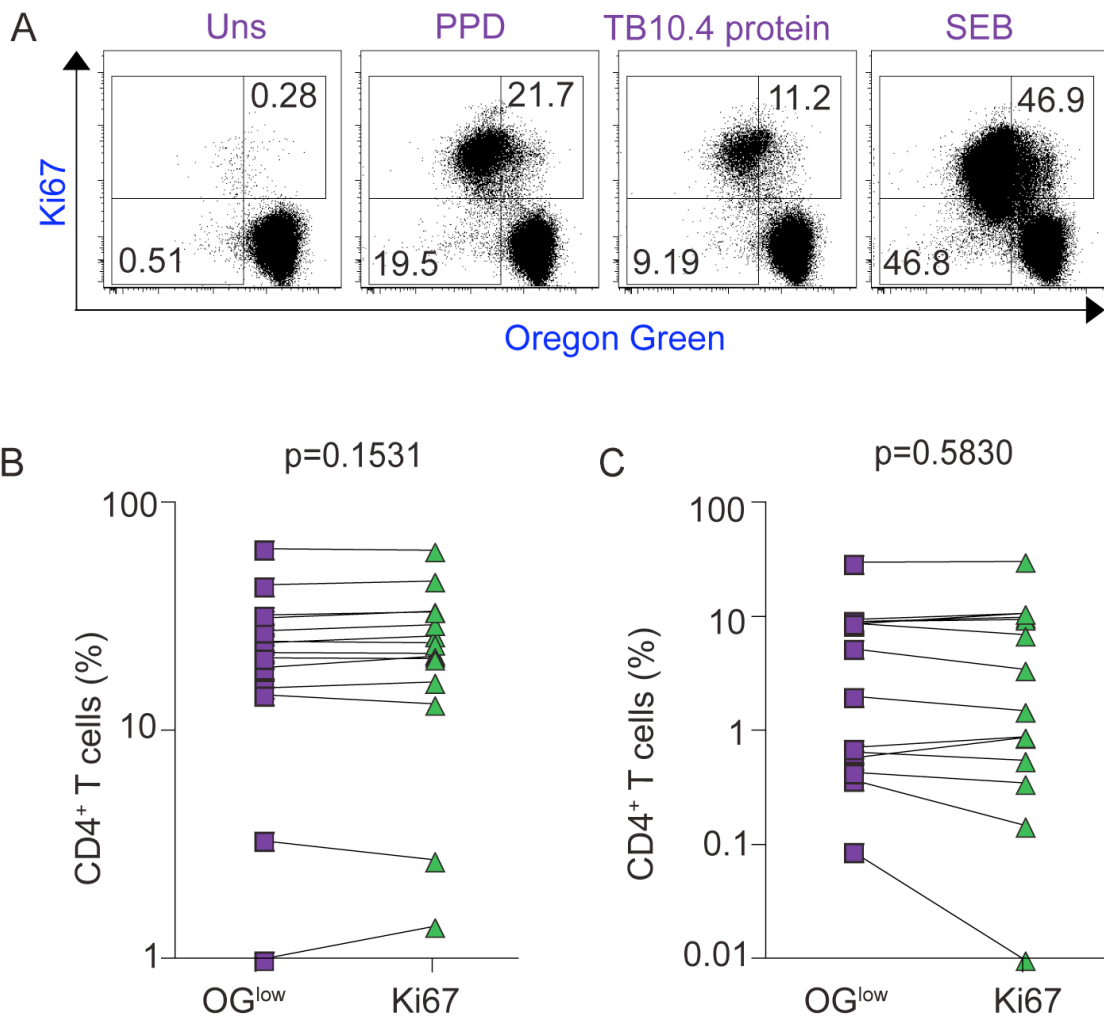 A
Uns PPD TB10.4 protein SEB
0.28 21.7 11.2 46.9
Ki67
0.51 19.5 9.19 46.8
Oregon Green
B p=0.1531
100
10
1
CD4⁺ T cells (%)
OGˡᵒʷ Ki67
C p=0.5830
100
10
1
0.1
0.01
CD4⁺ T cells (%)
OGˡᵒʷ Ki67